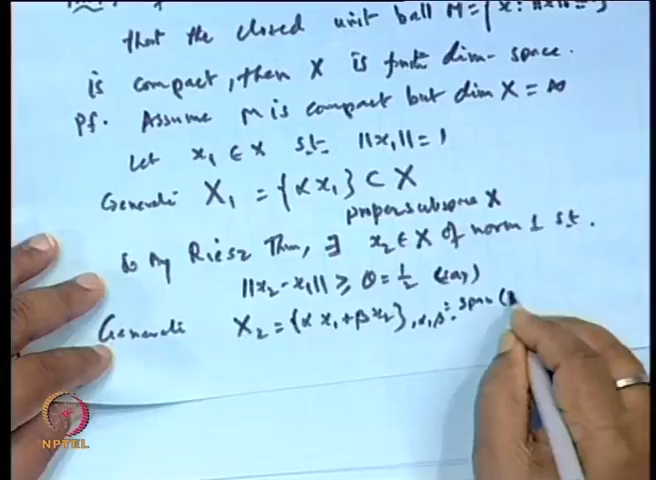 that the closed unit ball M = {x : ||x|| =
is compact, then X is finite dim- space.
Pf. Assume M is compact but dim X = ∞
Let x₁ ∈ X s.t. ||x₁|| = 1
Generate X₁ = {αx₁} ⊂ X
proper subspace X
So by Riesz Thm, ∃ x₂ ∈ X of norm 1 s.t.
||x₂-x₁|| ≥ θ = 1/2 (say)
Generate X₂ = {αx₁+βx₂}, α,β : span (
NPTEL